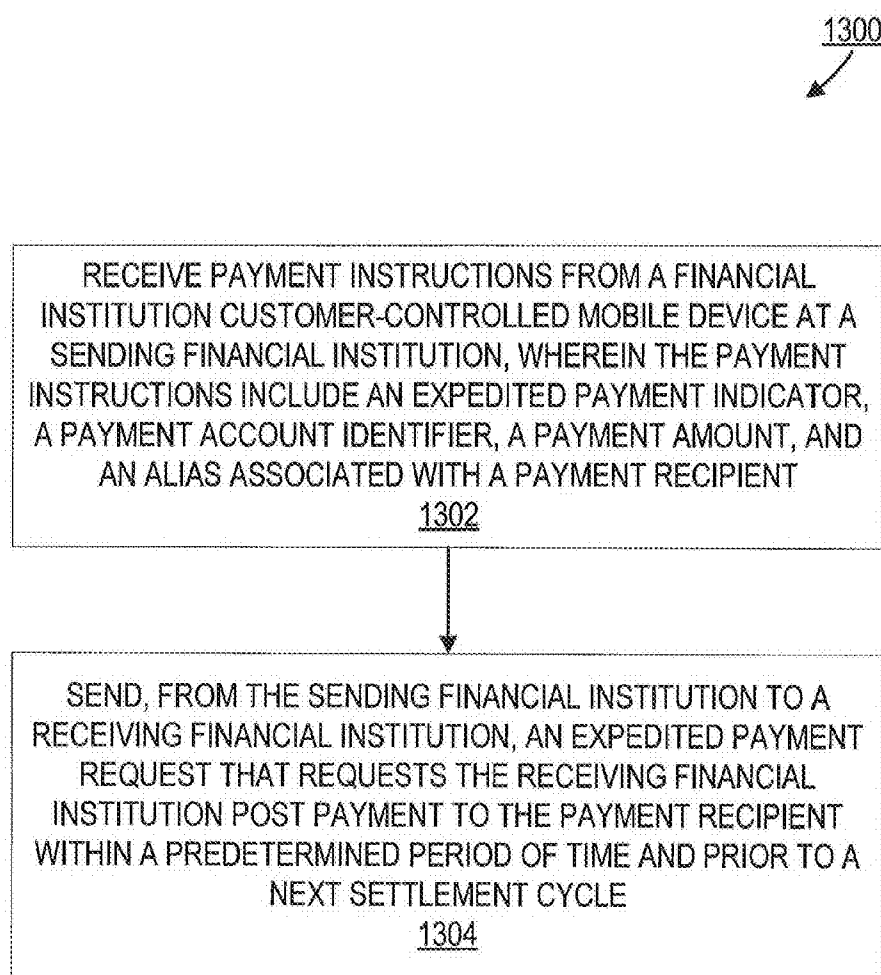 1300
RECEIVE PAYMENT INSTRUCTIONS FROM A FINANCIAL
INSTITUTION CUSTOMER-CONTROLLED MOBILE DEVICE AT A
SENDING FINANCIAL INSTITUTION, WHEREIN THE PAYMENT
INSTRUCTIONS INCLUDE AN EXPEDITED PAYMENT INDICATOR,
A PAYMENT ACCOUNT IDENTIFIER, A PAYMENT AMOUNT, AND
AN ALIAS ASSOCIATED WITH A PAYMENT RECIPIENT
1302
SEND, FROM THE SENDING FINANCIAL INSTITUTION TO A
RECEIVING FINANCIAL INSTITUTION, AN EXPEDITED PAYMENT
REQUEST THAT REQUESTS THE RECEIVING FINANCIAL
INSTITUTION POST PAYMENT TO THE PAYMENT RECIPIENT
WITHIN A PREDETERMINED PERIOD OF TIME AND PRIOR TO A
NEXT SETTLEMENT CYCLE
1304